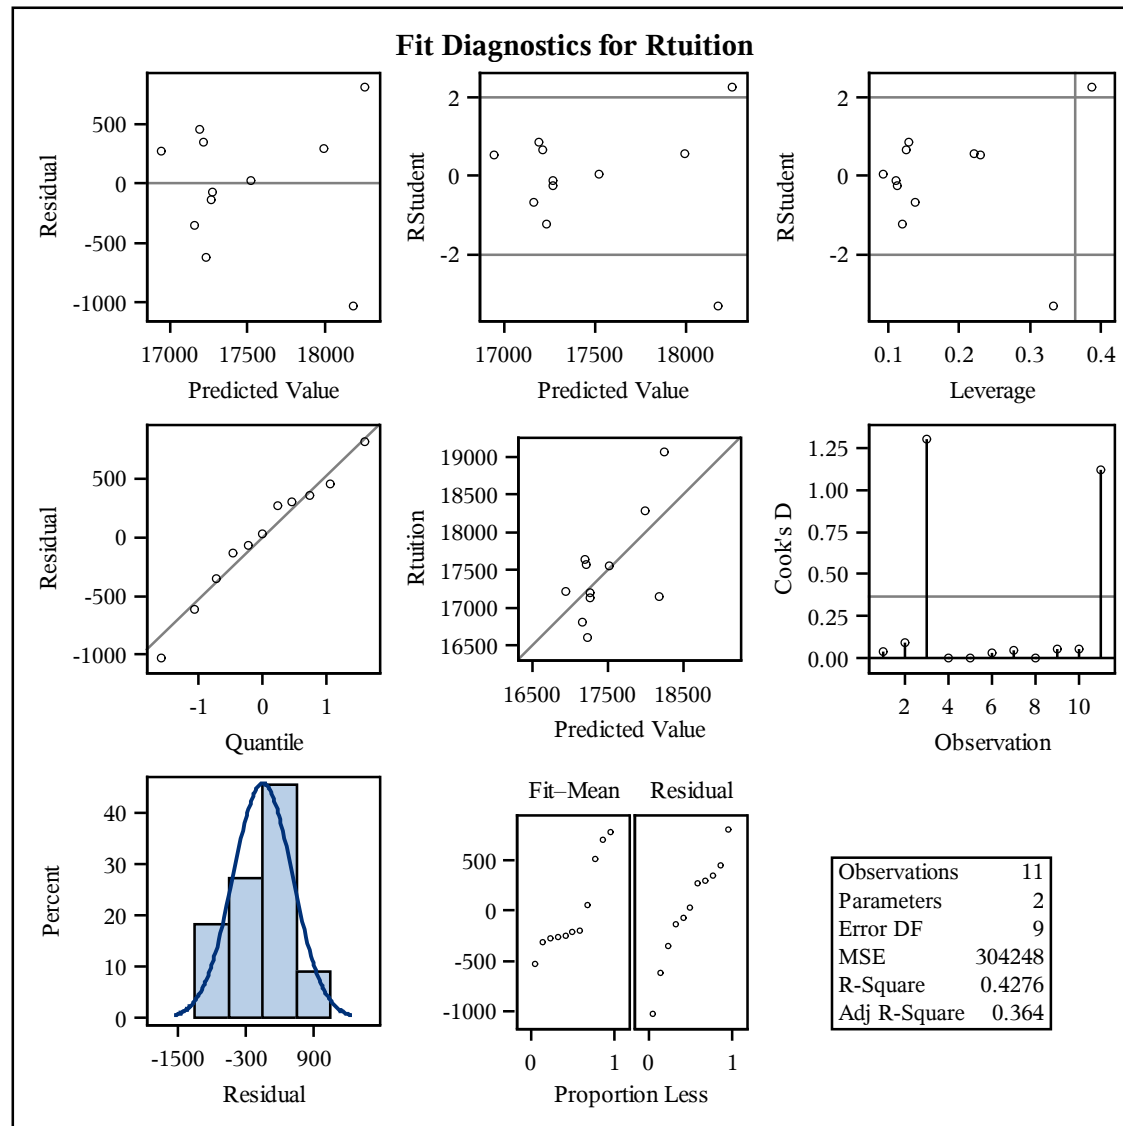 Fit Diagnostics for Rtuition
500
0
-500
-1000
Residual
17000 17500 18000
Predicted Value
2
0
-2
RStudent
17000 17500 18000
Predicted Value
2
0
-2
RStudent
0.1 0.2 0.3 0.4
Leverage
500
0
-500
-1000
Residual
-1 0 1
Quantile
19000
18500
18000
17500
17000
16500
Rtuition
16500 17500 18500
Predicted Value
1.25
1.00
0.75
0.50
0.25
0.00
Cook's D
2 4 6 8 10
Observation
40
30
20
10
0
Percent
-1500 -300 900
Residual
Fit–Mean Residual
500
0
-500
-1000
0 1 0 1
Proportion Less
Observations 11
Parameters 2
Error DF 9
MSE 304248
R-Square 0.4276
Adj R-Square 0.364